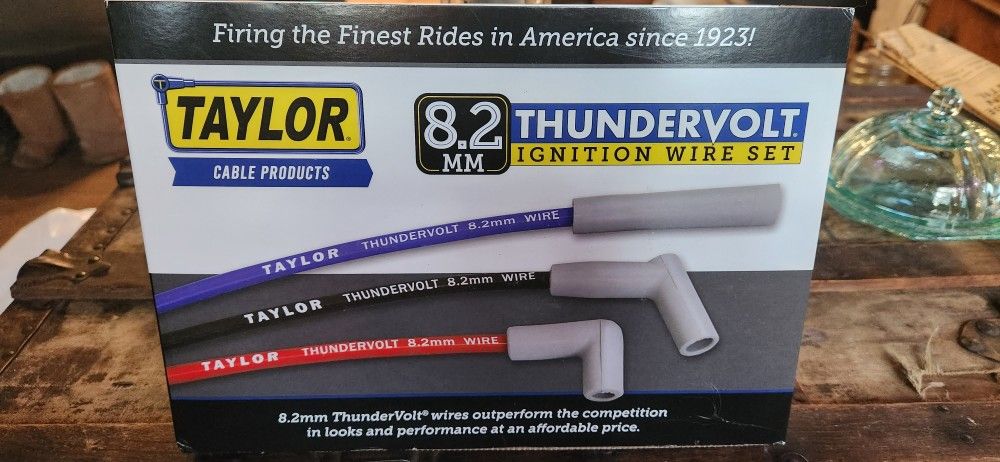 Firing the Finest Rides in America since 1923!
TAYLOR®
CABLE PRODUCTS
8.2 MM
THUNDERVOLT®
IGNITION WIRE SET
TAYLOR THUNDERVOLT 8.2mm WIRE
TAYLOR THUNDERVOLT 8.2mm WIRE
TAYLOR THUNDERVOLT 8.2mm WIRE
8.2mm ThunderVolt® wires outperform the competition
in looks and performance at an affordable price.